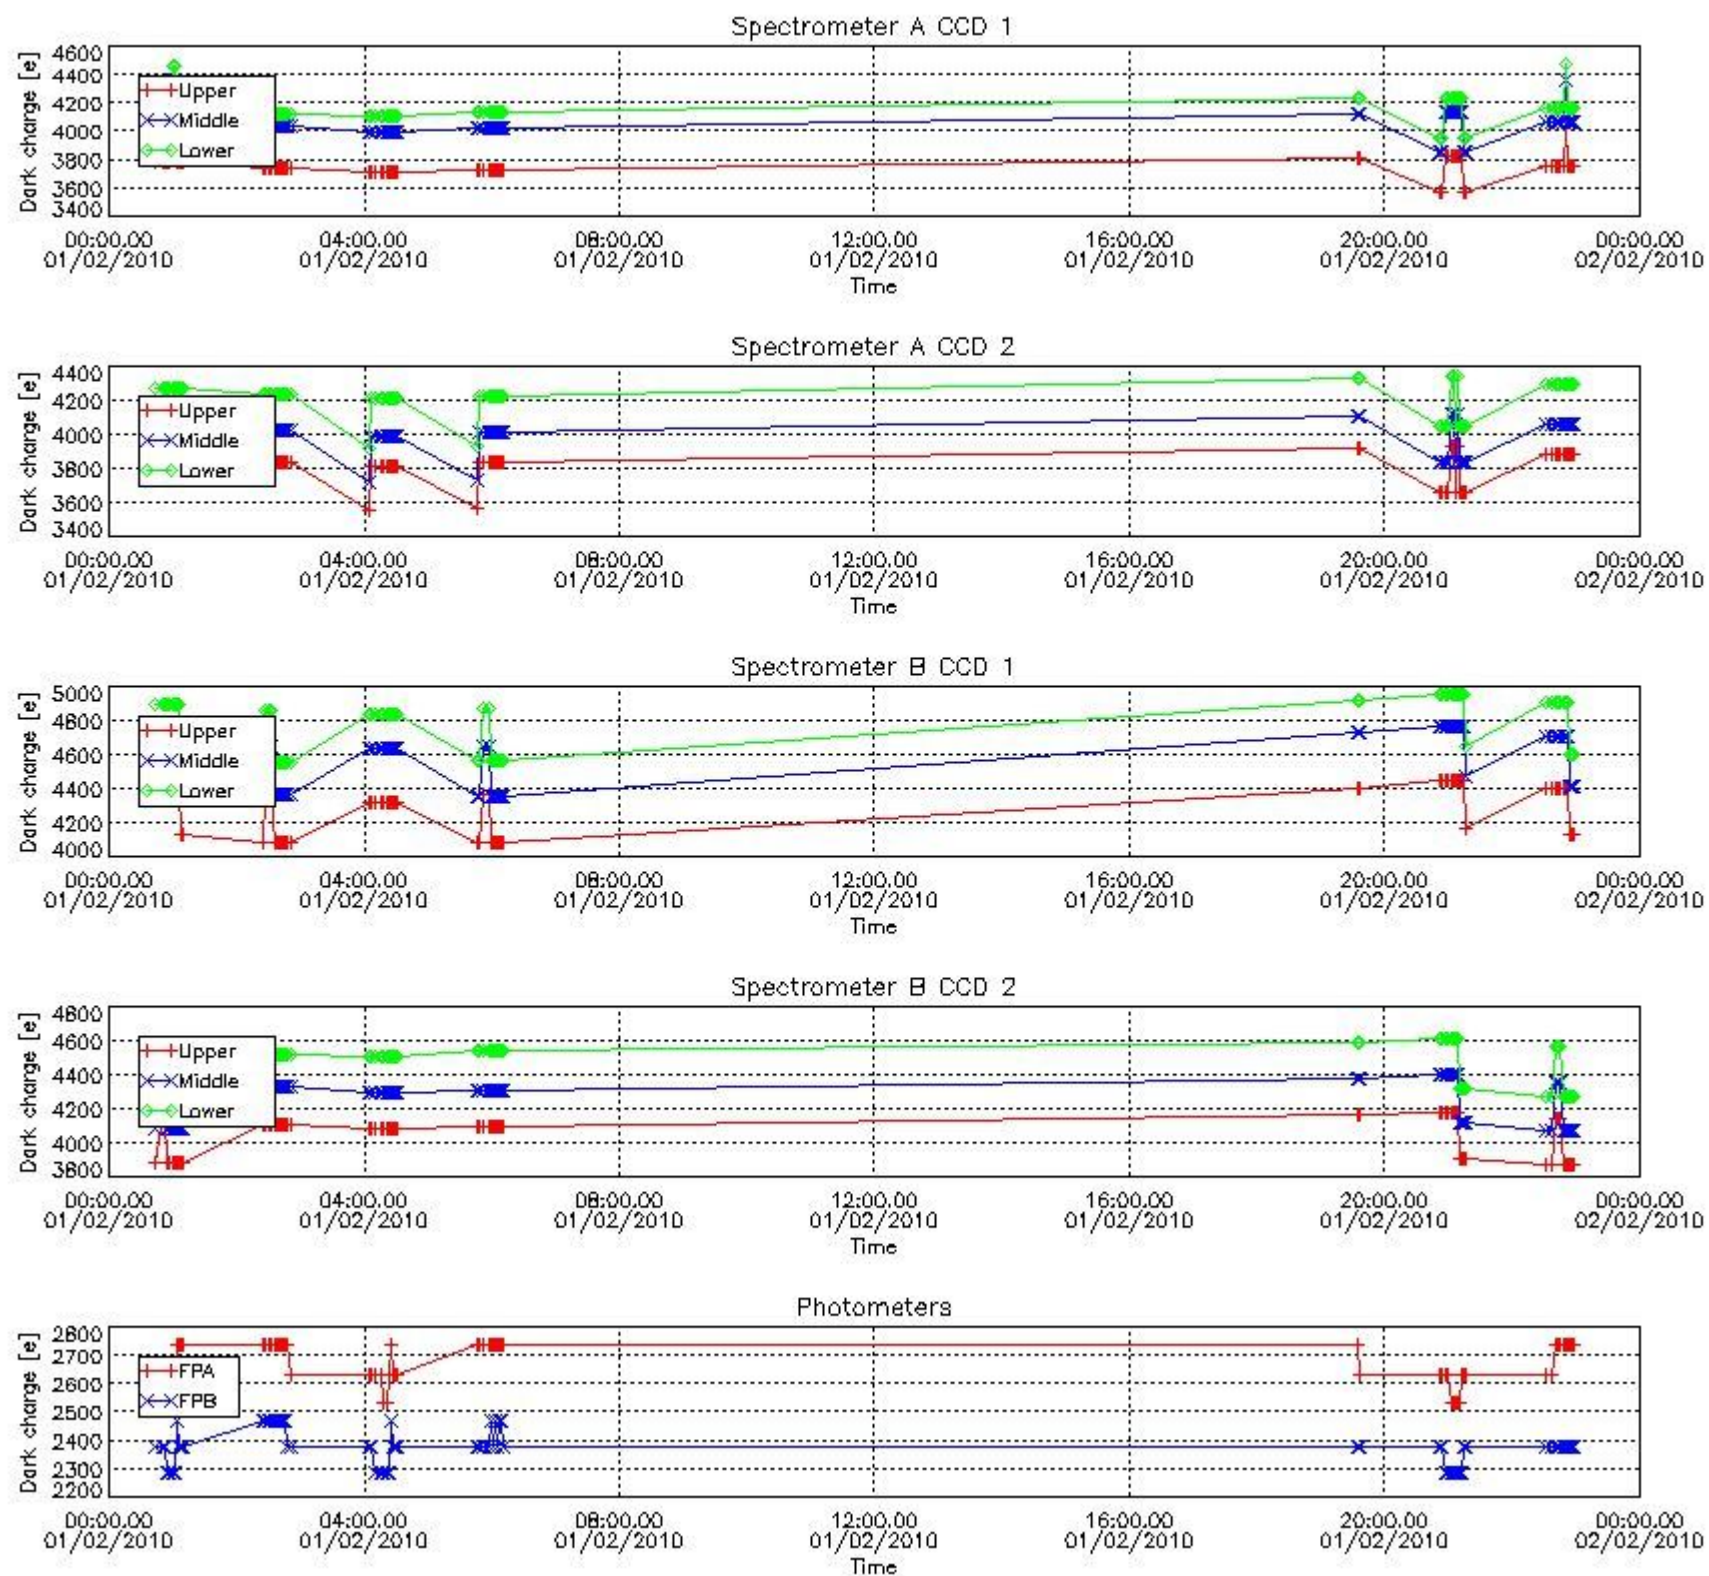 Spectrometer A CCD 1
Dark charge [e]
4600
4400
4200
4000
3800
3600
3400
Upper
Middle
Lower
00:00.00 04:00.00 08:00.00 12:00.00 16:00.00 20:00.00 00:00.00
01/02/2010 01/02/2010 01/02/2010 01/02/2010 01/02/2010 01/02/2010 02/02/2010
Time
Spectrometer A CCD 2
Dark charge [e]
4400
4200
4000
3800
3600
3400
Upper
Middle
Lower
00:00.00 04:00.00 08:00.00 12:00.00 16:00.00 20:00.00 00:00.00
01/02/2010 01/02/2010 01/02/2010 01/02/2010 01/02/2010 01/02/2010 02/02/2010
Time
Spectrometer B CCD 1
Dark charge [e]
5000
4800
4600
4400
4200
4000
Upper
Middle
Lower
00:00.00 04:00.00 08:00.00 12:00.00 16:00.00 20:00.00 00:00.00
01/02/2010 01/02/2010 01/02/2010 01/02/2010 01/02/2010 01/02/2010 02/02/2010
Time
Spectrometer B CCD 2
Dark charge [e]
4800
4600
4400
4200
4000
3800
Upper
Middle
Lower
00:00.00 04:00.00 08:00.00 12:00.00 16:00.00 20:00.00 00:00.00
01/02/2010 01/02/2010 01/02/2010 01/02/2010 01/02/2010 01/02/2010 02/02/2010
Time
Photometers
Dark charge [e]
2800
2700
2600
2500
2400
2300
2200
FPA
FPB
00:00.00 04:00.00 08:00.00 12:00.00 16:00.00 20:00.00 00:00.00
01/02/2010 01/02/2010 01/02/2010 01/02/2010 01/02/2010 01/02/2010 02/02/2010
Time